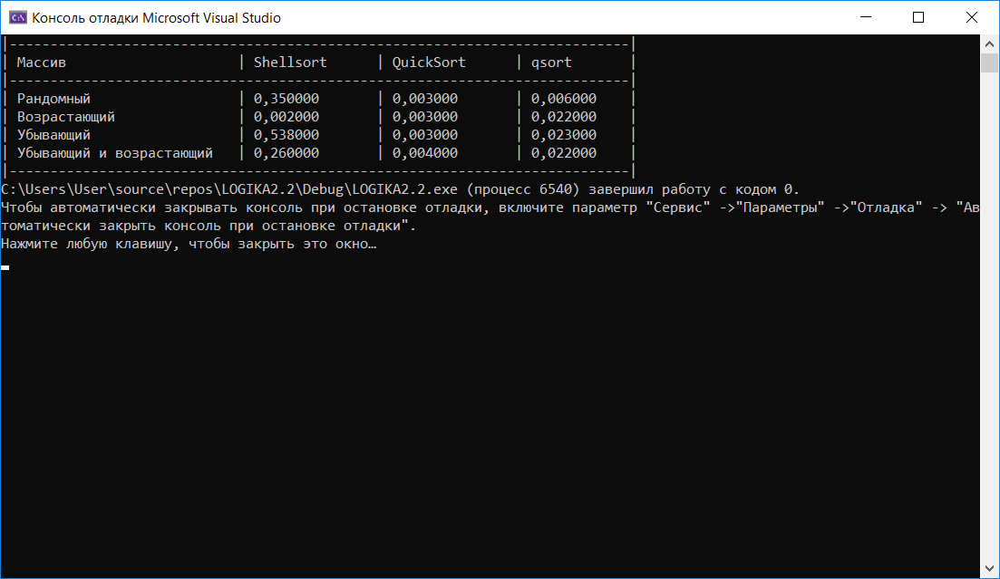 Консоль отладки Microsoft Visual Studio
|----------------------------------------------------------------------------|
| Массив                     | Shellsort      | QuickSort      | qsort       |
|----------------------------------------------------------------------------|
| Рандомный                  | 0,350000       | 0,003000       | 0,006000    |
| Возрастающий               | 0,002000       | 0,003000       | 0,022000    |
| Убывающий                  | 0,538000       | 0,003000       | 0,023000    |
| Убывающий и возрастающий   | 0,260000       | 0,004000       | 0,022000    |
|----------------------------------------------------------------------------|
C:\Users\User\source\repos\LOGIKA2.2\Debug\LOGIKA2.2.exe (процесс 6540) завершил работу с кодом 0.
Чтобы автоматически закрывать консоль при остановке отладки, включите параметр "Сервис" ->"Параметры" ->"Отладка" -> "Ав
томатически закрыть консоль при остановке отладки".
Нажмите любую клавишу, чтобы закрыть это окно…